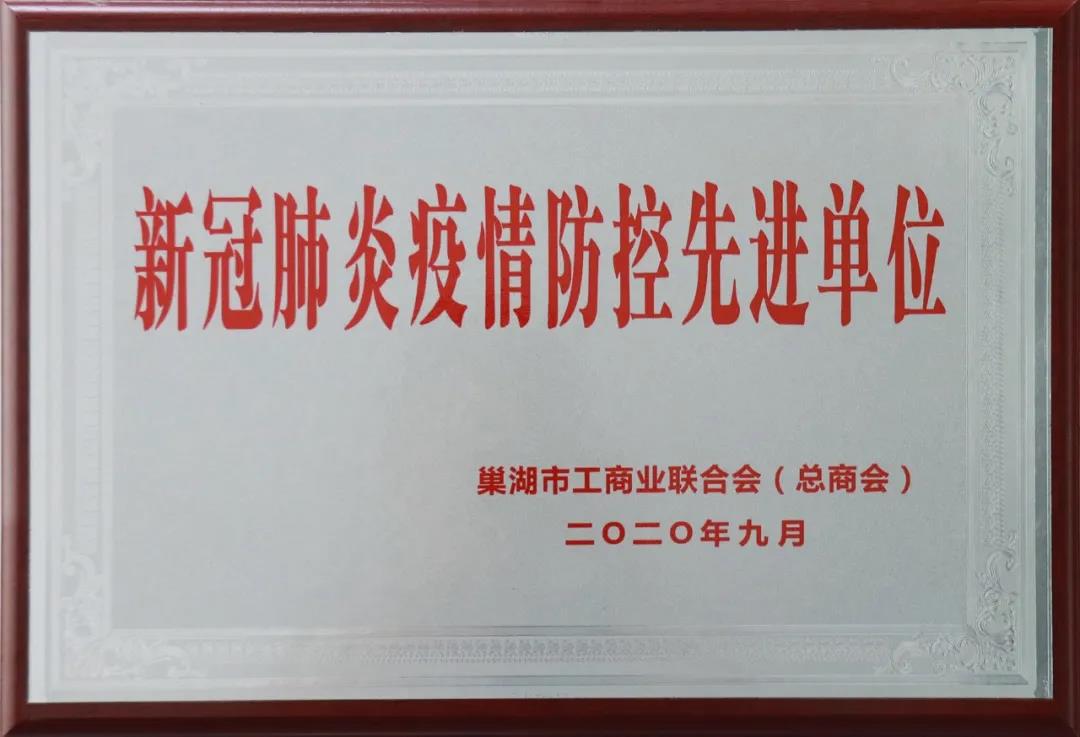 新冠肺炎疫情防控先进单位
巢湖市工商业联合会（总商会）
二〇二〇年九月